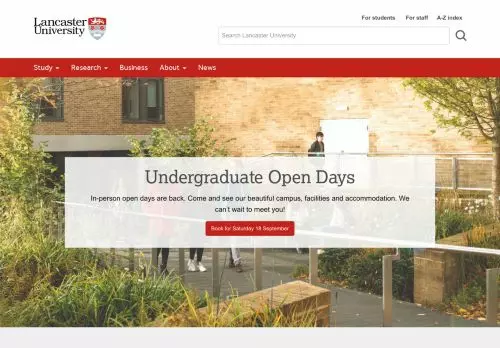 Lancaster
University
For students
For staff
A-Z index
Search Lancaster University
Study
Research
Business
About
News
Undergraduate Open Days
In-person open days are back. Come and see our beautiful campus, facilities and accommodation. We
can't wait to meet you!
Book for Saturday 18 September